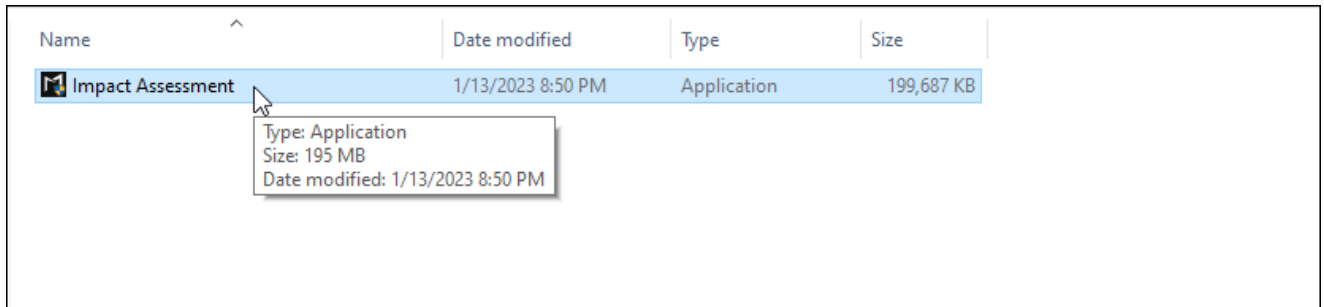 Name Date modified Type Size
Impact Assessment 1/13/2023 8:50 PM Application 199,687 KB
Type: Application
Size: 195 MB
Date modified: 1/13/2023 8:50 PM